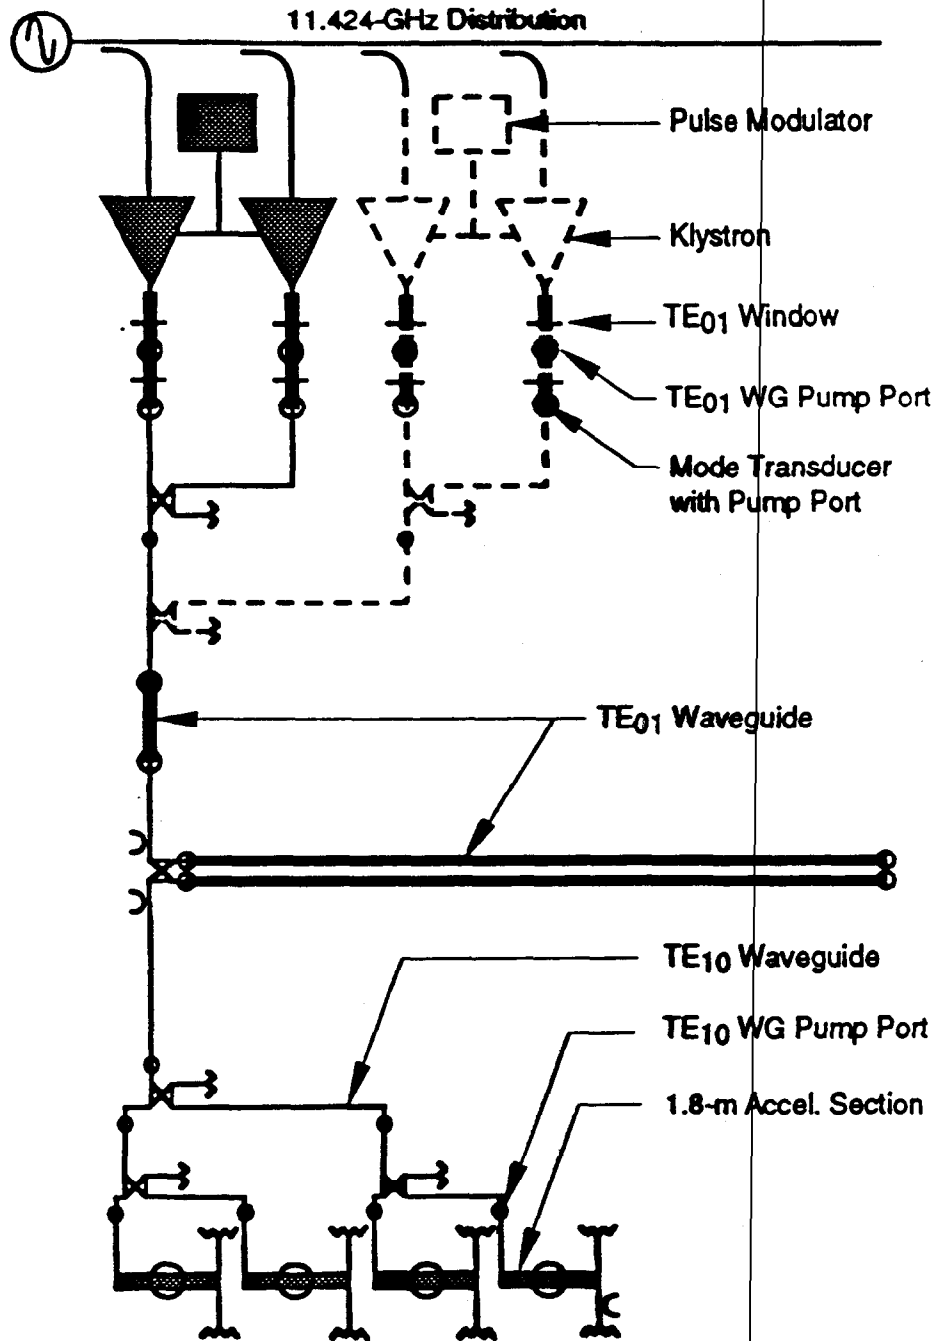 11.424-GHz Distribution
Pulse Modulator
Klystron
TE01 Window
TE01 WG Pump Port
Mode Transducer
with Pump Port
TE01 Waveguide
TE10 Waveguide
TE10 WG Pump Port
1.8-m Accel. Section